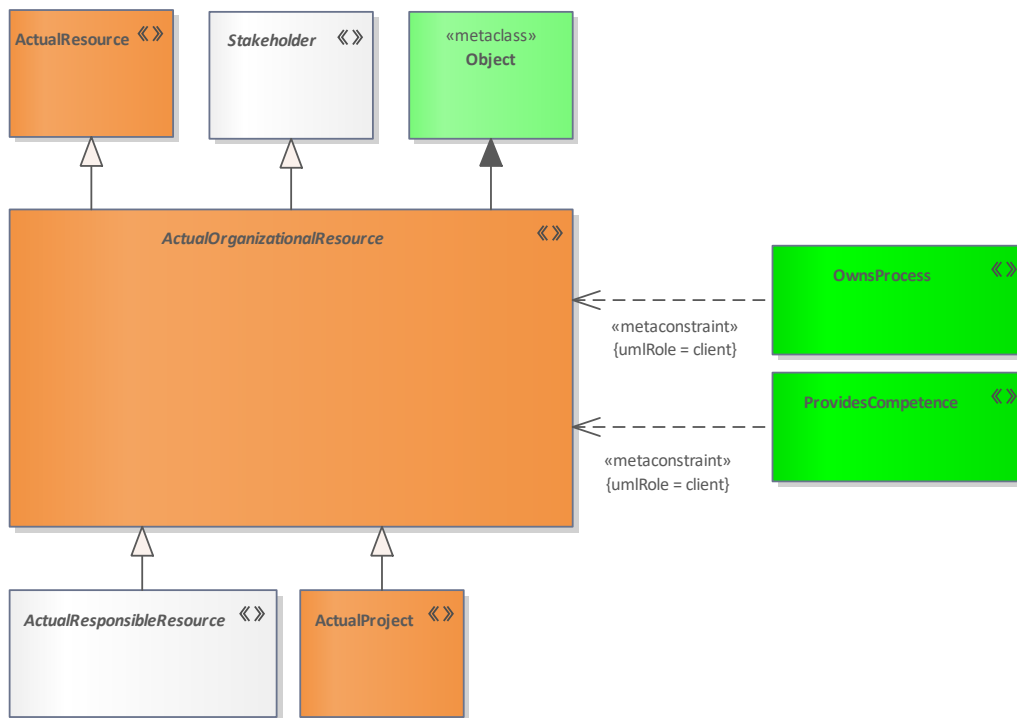 ActualResource «»
Stakeholder «»
«metaclass»
Object
ActualOrganizationalResource «»
OwnsProcess «»
«metaconstraint»
{umlRole = client}
ProvidesCompetence «»
«metaconstraint»
{umlRole = client}
ActualResponsibleResource «»
ActualProject «»